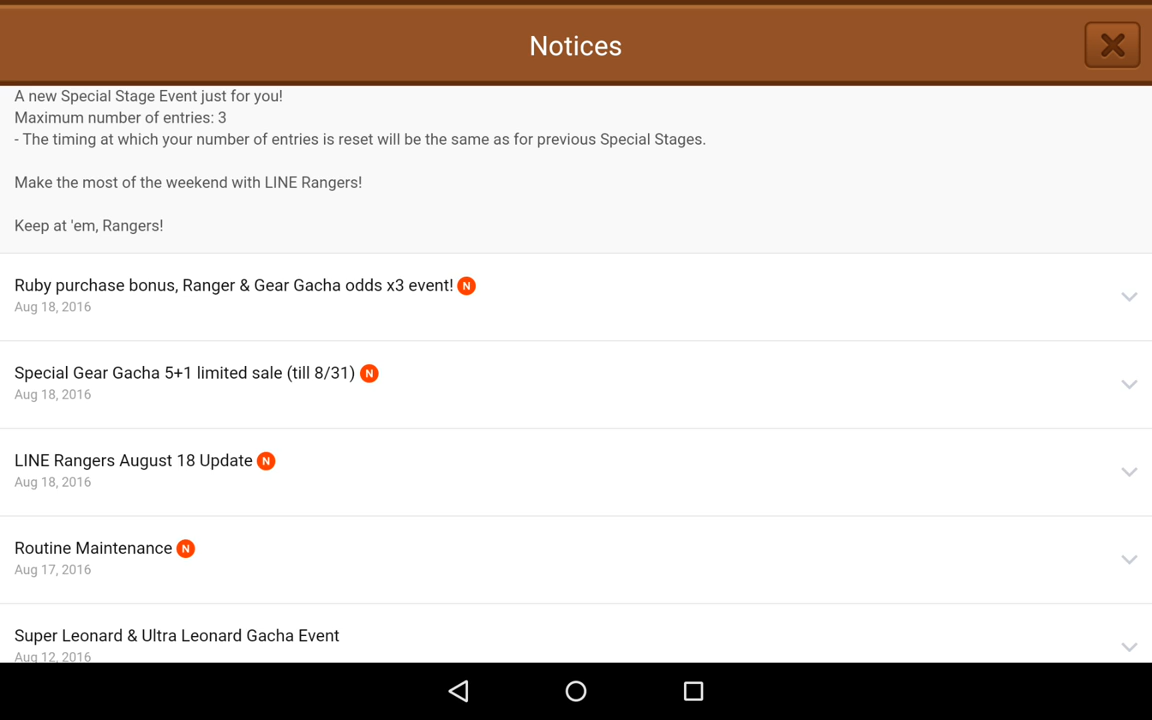 Notices
A new Special Stage Event just for you!
Maximum number of entries: 3
- The timing at which your number of entries is reset will be the same as for previous Special Stages.
Make the most of the weekend with LINE Rangers!
Keep at 'em, Rangers!
Ruby purchase bonus, Ranger & Gear Gacha odds x3 event! N
Aug 18, 2016
Special Gear Gacha 5+1 limited sale (till 8/31) N
Aug 18, 2016
LINE Rangers August 18 Update N
Aug 18, 2016
Routine Maintenance N
Aug 17, 2016
Super Leonard & Ultra Leonard Gacha Event
Aug 12, 2016